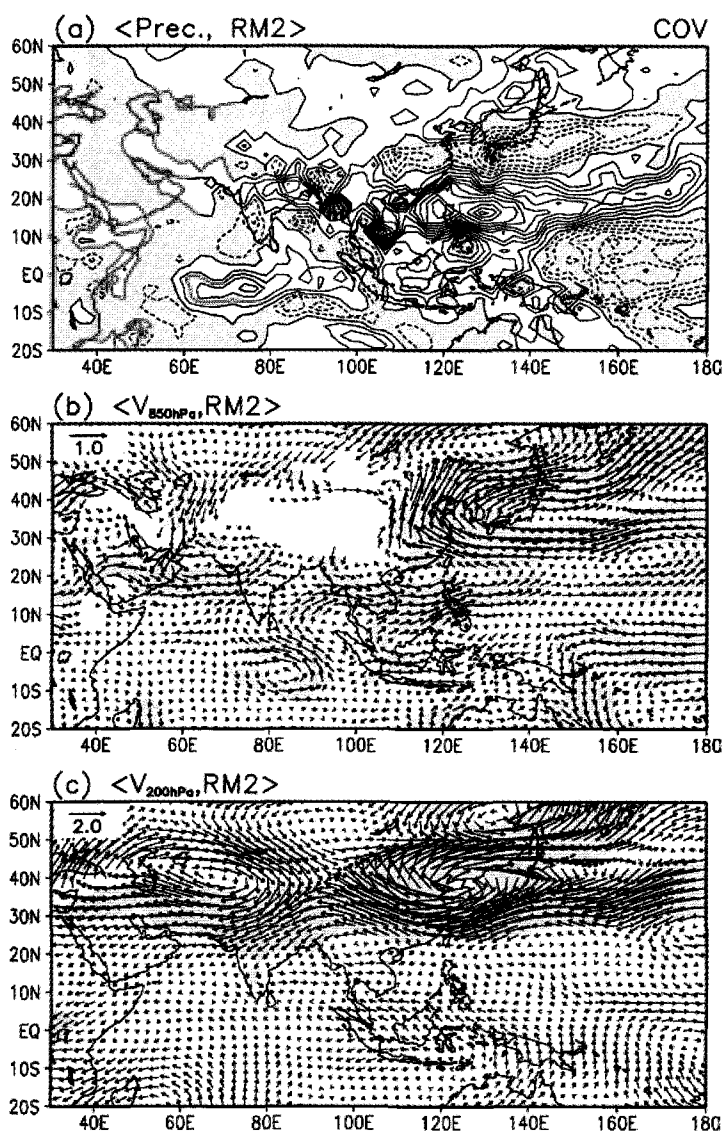 (a) <Prec., RM2> COV
60N
50N
40N
30N
20N
10N
EQ
10S
20S
40E 60E 80E 100E 120E 140E 160E 180
(b) <V850hPa,RM2>
1.0
60N
50N
40N
30N
20N
10N
EQ
10S
20S
40E 60E 80E 100E 120E 140E 160E 180
(c) <V200hPa,RM2>
2.0
60N
50N
40N
30N
20N
10N
EQ
10S
20S
40E 60E 80E 100E 120E 140E 160E 180